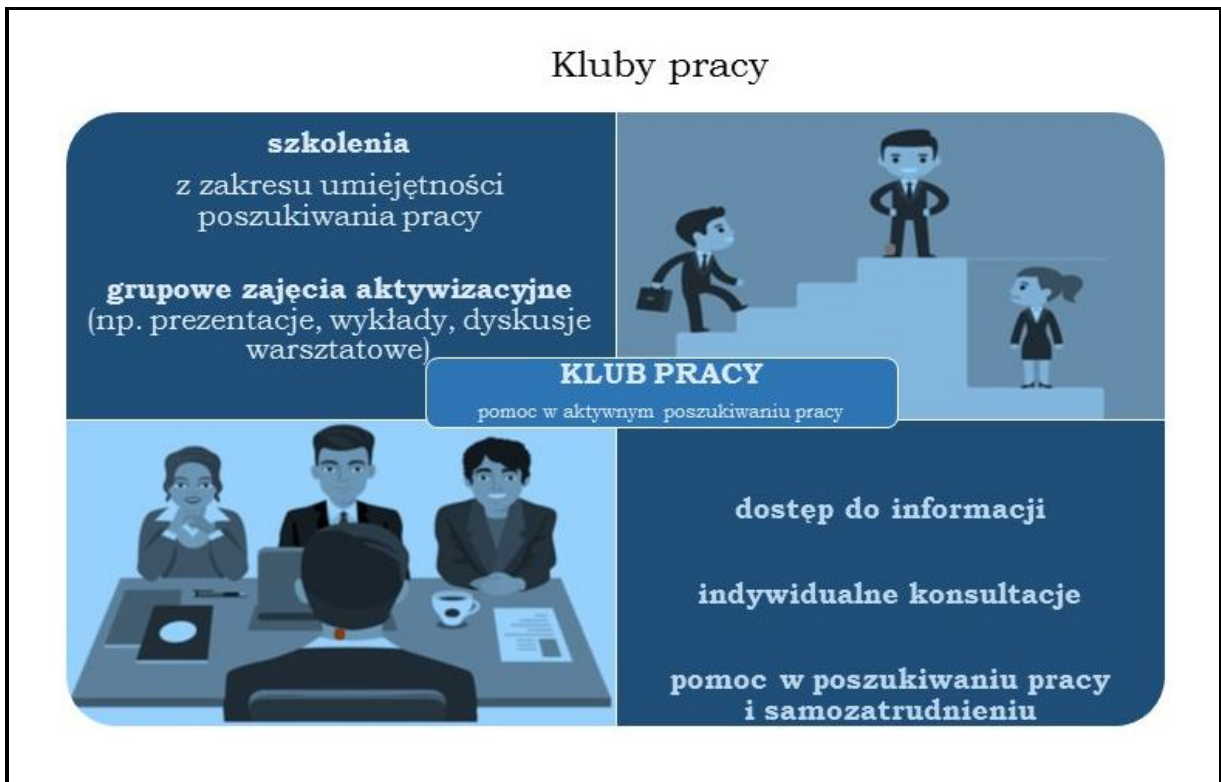 Kluby pracy
szkolenia
z zakresu umiejętności
poszukiwania pracy
grupowe zajęcia aktywizacyjne
(np. prezentacje, wykłady, dyskusje
warsztatowe)
KLUB PRACY
pomoc w aktywnym poszukiwaniu pracy
dostęp do informacji
indywidualne konsultacje
pomoc w poszukiwaniu pracy
i samozatrudnieniu